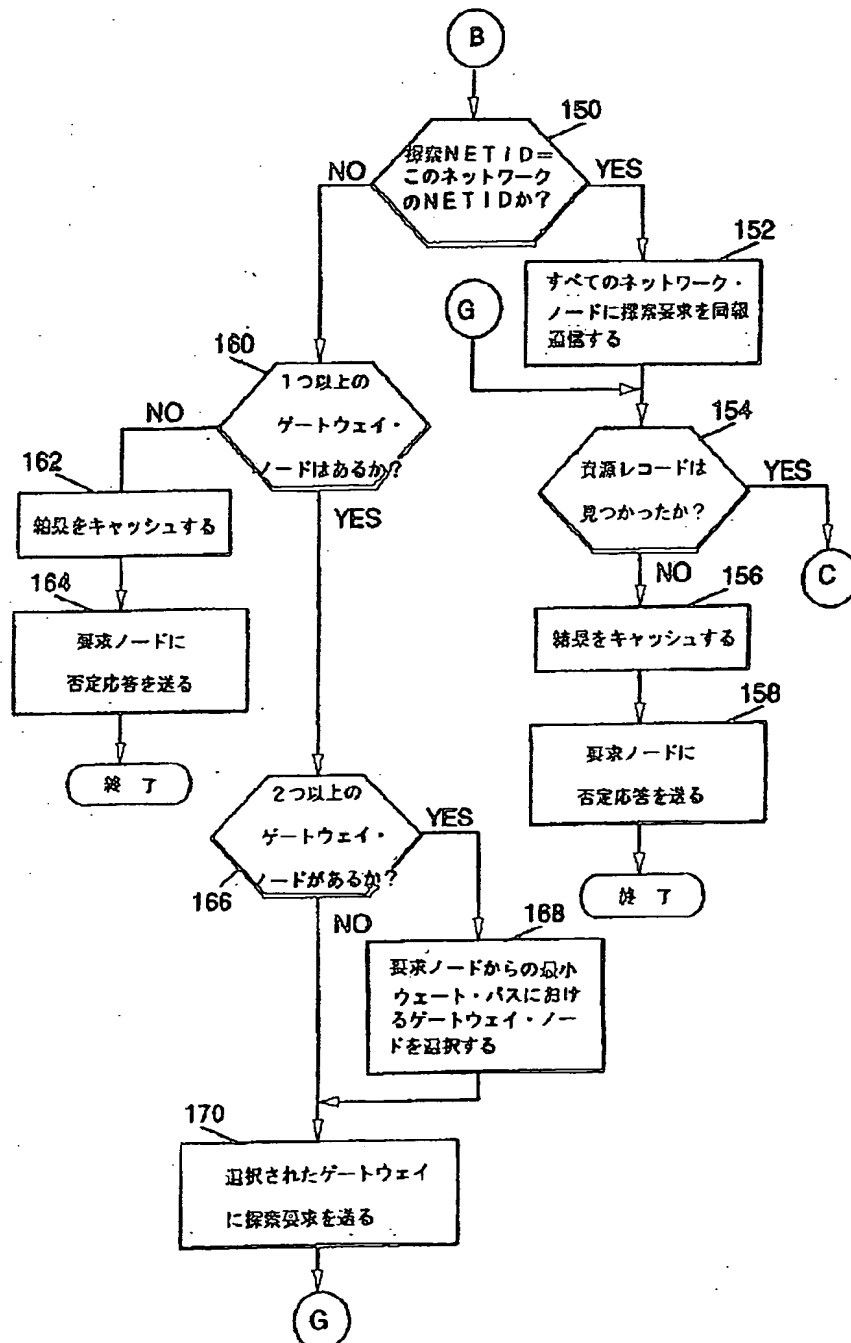 B
150
探索NETID=
このネットワーク
のNETIDか?
NO
YES
152
すべてのネットワーク・
ノードに探索要求を同報
通信する
G
160
1つ以上の
ゲートウェイ・
ノードはあるか?
NO
YES
154
資源レコードは
見つかったか?
YES
NO
C
162
結果をキャッシュする
164
要求ノードに
否定応答を送る
終了
156
結果をキャッシュする
158
要求ノードに
否定応答を送る
終了
2つ以上の
ゲートウェイ・
ノードがあるか?
166
YES
NO
168
要求ノードからの最小
ウェート・パスにおけ
るゲートウェイ・ノー
ドを選択する
170
選択されたゲートウェイ
に探索要求を送る
G